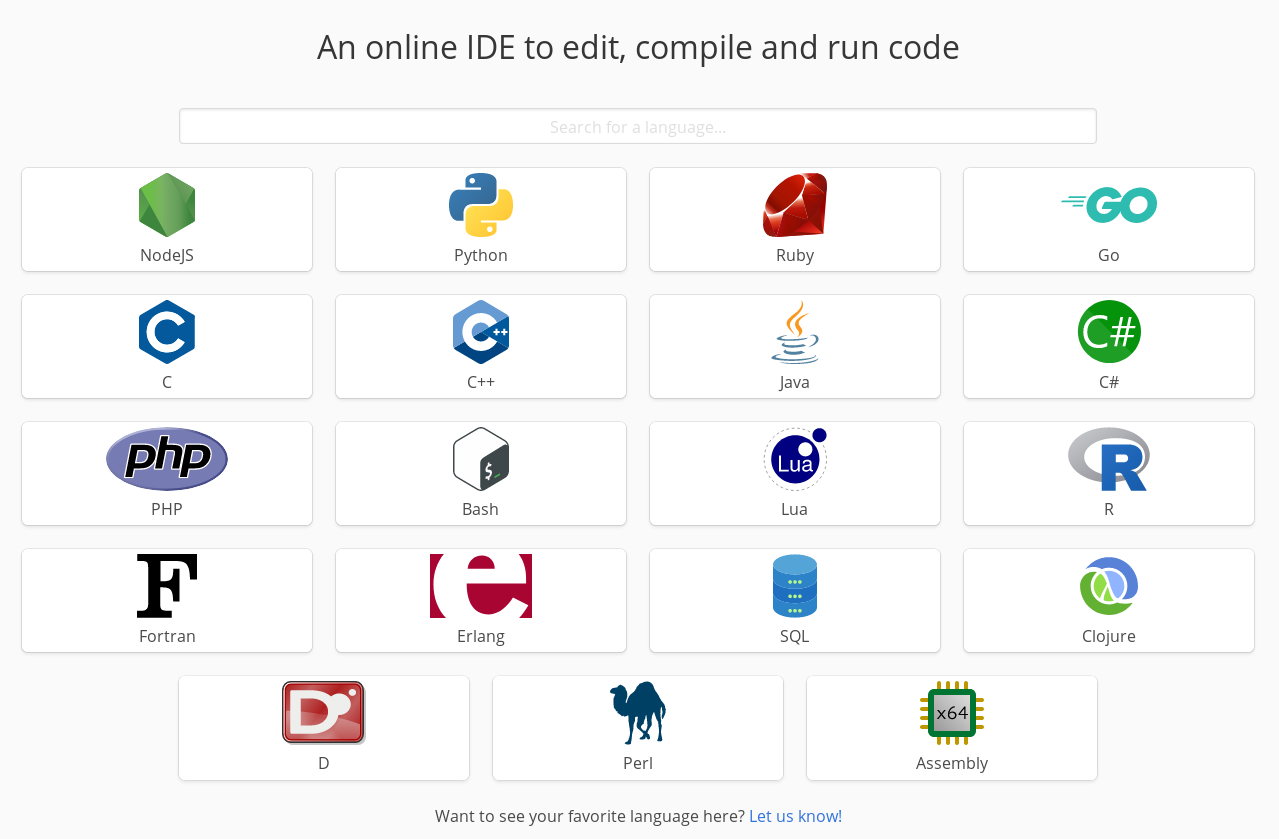 An online IDE to edit, compile and run code
Search for a language...
NodeJS
Python
Ruby
GO
Go
C
C
C++
C++
Java
C#
C#
php
PHP
$
Bash
Lua
Lua
R
R
F
Fortran
e
Erlang
SQL
Clojure
D
D
Perl
x64
Assembly
Want to see your favorite language here? Let us know!